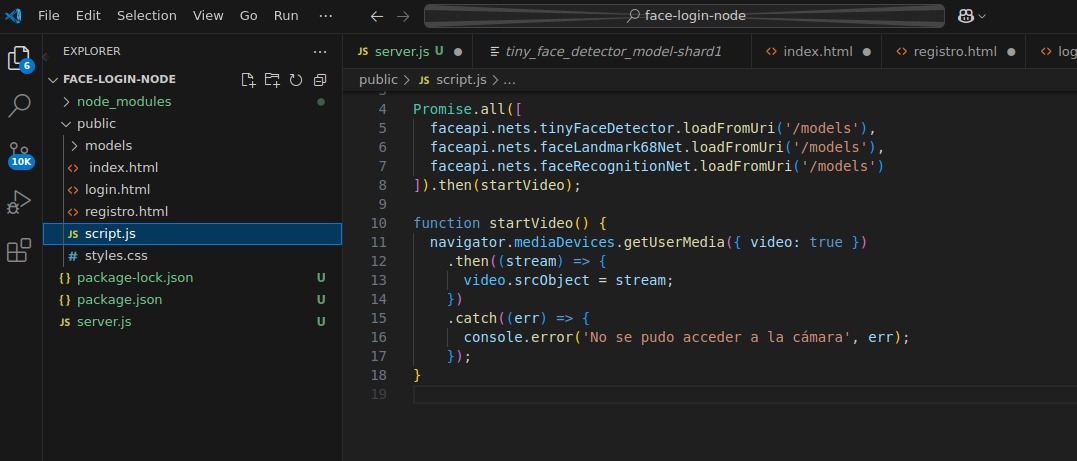 File Edit Selection View Go Run ··· ← → face-login-node
EXPLORER ···
6
10K
FACE-LOGIN-NODE
node_modules
public
models
<> index.html
<> login.html
<> registro.html
JS script.js
# styles.css
{} package-lock.json U
{} package.json U
JS server.js U
JS server.js U ● tiny_face_detector_model-shard1 <> index.html ● <> registro.html ● <> log
public > JS script.js > ...
4 Promise.all([
5 faceapi.nets.tinyFaceDetector.loadFromUri('/models'),
6 faceapi.nets.faceLandmark68Net.loadFromUri('/models'),
7 faceapi.nets.faceRecognitionNet.loadFromUri('/models')
8 ]).then(startVideo);
9
10 function startVideo() {
11 navigator.mediaDevices.getUserMedia({ video: true })
12 .then((stream) => {
13 video.srcObject = stream;
14 })
15 .catch((err) => {
16 console.error('No se pudo acceder a la cámara', err);
17 });
18 }
19